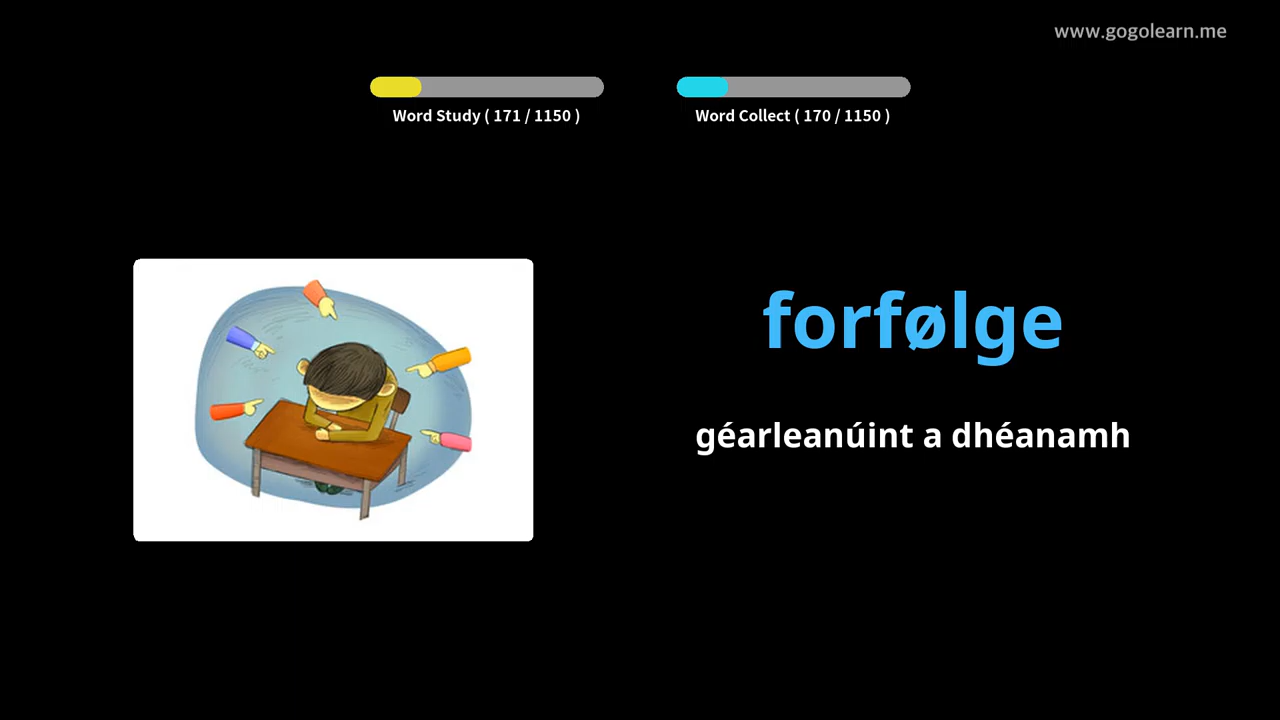 www.gogolearn.me
Word Study ( 171 / 1150 )
Word Collect ( 170 / 1150 )
forfølge
géarleanúint a dhéanamh